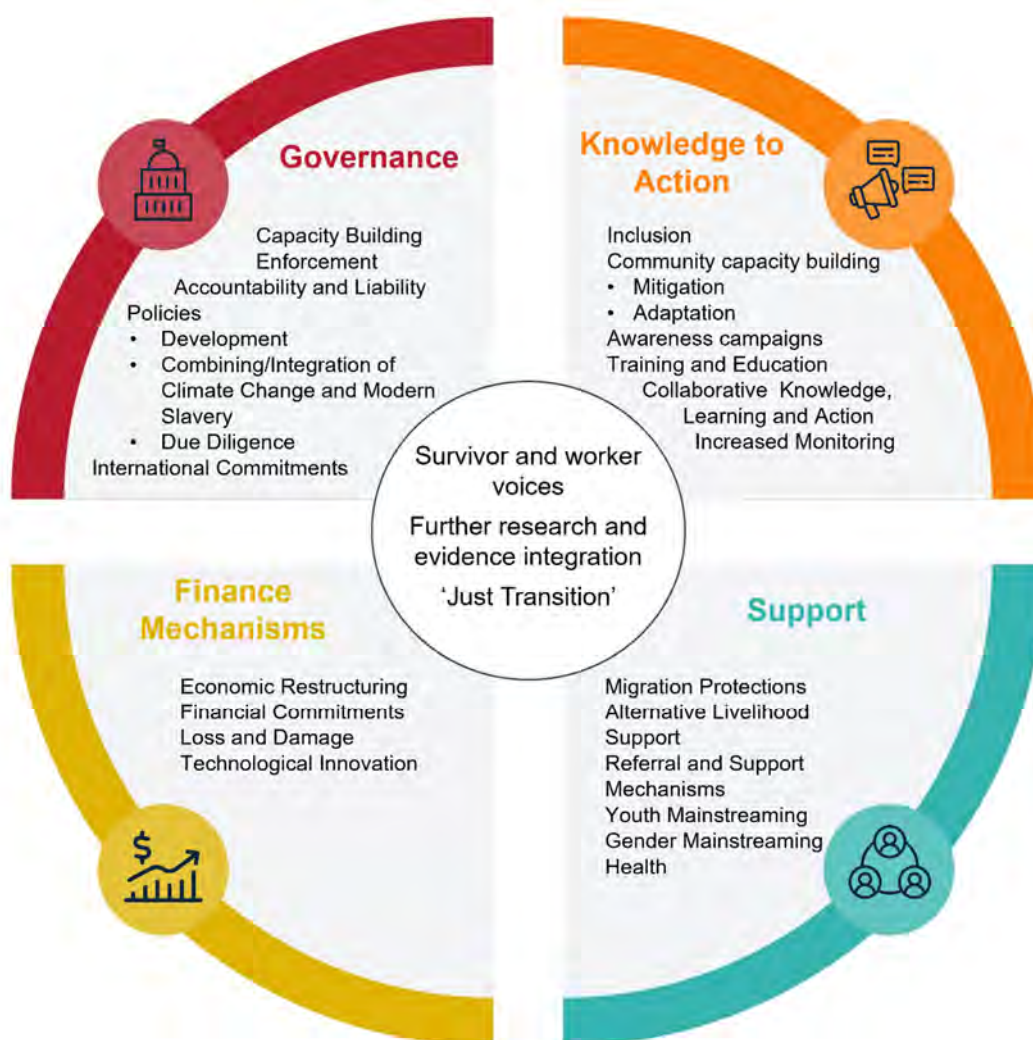 Governance
Capacity Building
Enforcement
Accountability and Liability
Policies
• Development
• Combining/Integration of
Climate Change and Modern
Slavery
• Due Diligence
International Commitments
Knowledge to
Action
Inclusion
Community capacity building
• Mitigation
• Adaptation
Awareness campaigns
Training and Education
Collaborative Knowledge,
Learning and Action
Increased Monitoring
Survivor and worker
voices
Further research and
evidence integration
‘Just Transition’
Finance
Mechanisms
Economic Restructuring
Financial Commitments
Loss and Damage
Technological Innovation
$
Support
Migration Protections
Alternative Livelihood
Support
Referral and Support
Mechanisms
Youth Mainstreaming
Gender Mainstreaming
Health